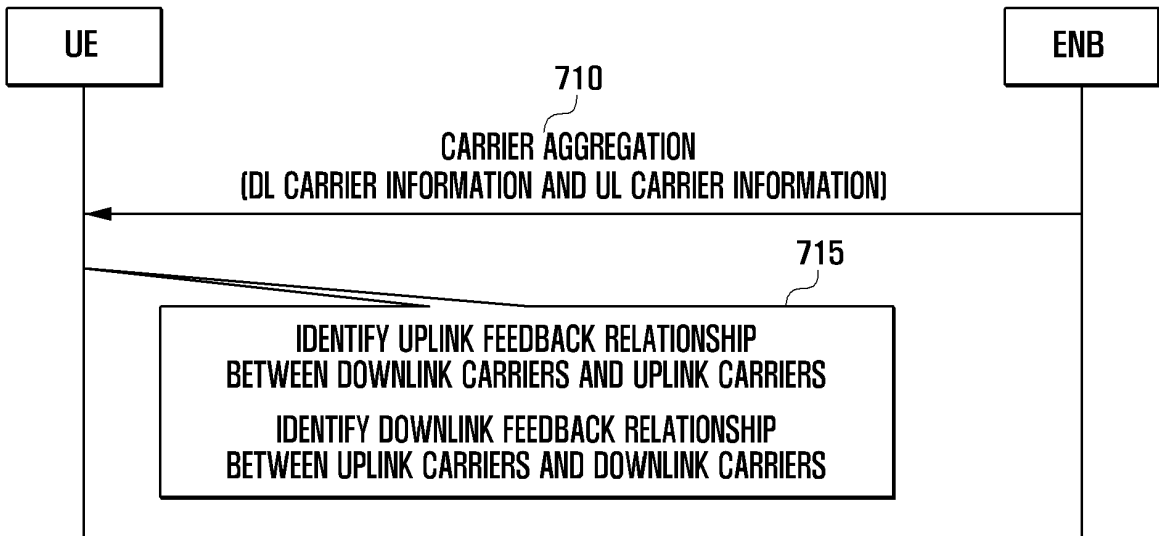 UE
ENB
710
CARRIER AGGREGATION
(DL CARRIER INFORMATION AND UL CARRIER INFORMATION)
715
IDENTIFY UPLINK FEEDBACK RELATIONSHIP
BETWEEN DOWNLINK CARRIERS AND UPLINK CARRIERS
IDENTIFY DOWNLINK FEEDBACK RELATIONSHIP
BETWEEN UPLINK CARRIERS AND DOWNLINK CARRIERS